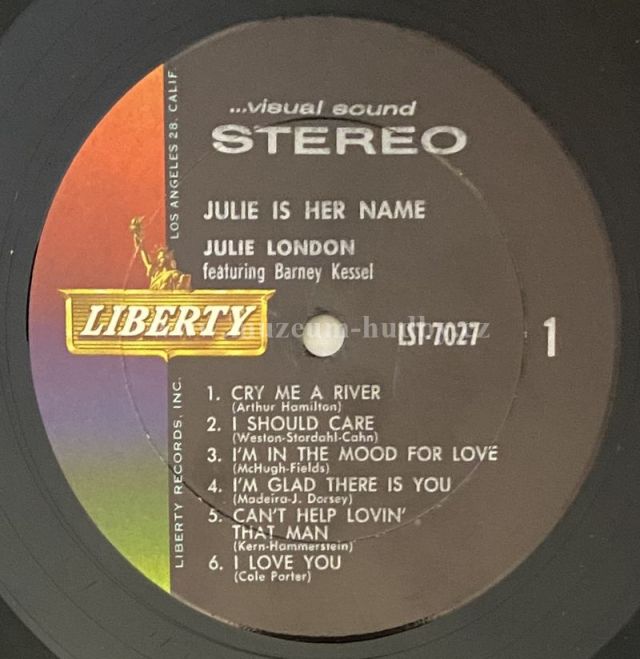 ...visual sound
STEREO
JULIE IS HER NAME
JULIE LONDON
featuring Barney Kessel
LIBERTY
LST-7027
1
1. CRY ME A RIVER
(Arthur Hamilton)
2. I SHOULD CARE
(Weston-Stordahl-Cahn)
3. I'M IN THE MOOD FOR LOVE
(McHugh-Fields)
4. I'M GLAD THERE IS YOU
(Madeira-J. Dorsey)
5. CAN'T HELP LOVIN'
THAT MAN
(Kern-Hammerstein)
6. I LOVE YOU
(Cole Porter)
LIBERTY RECORDS, INC.
LOS ANGELES 28, CALIF.